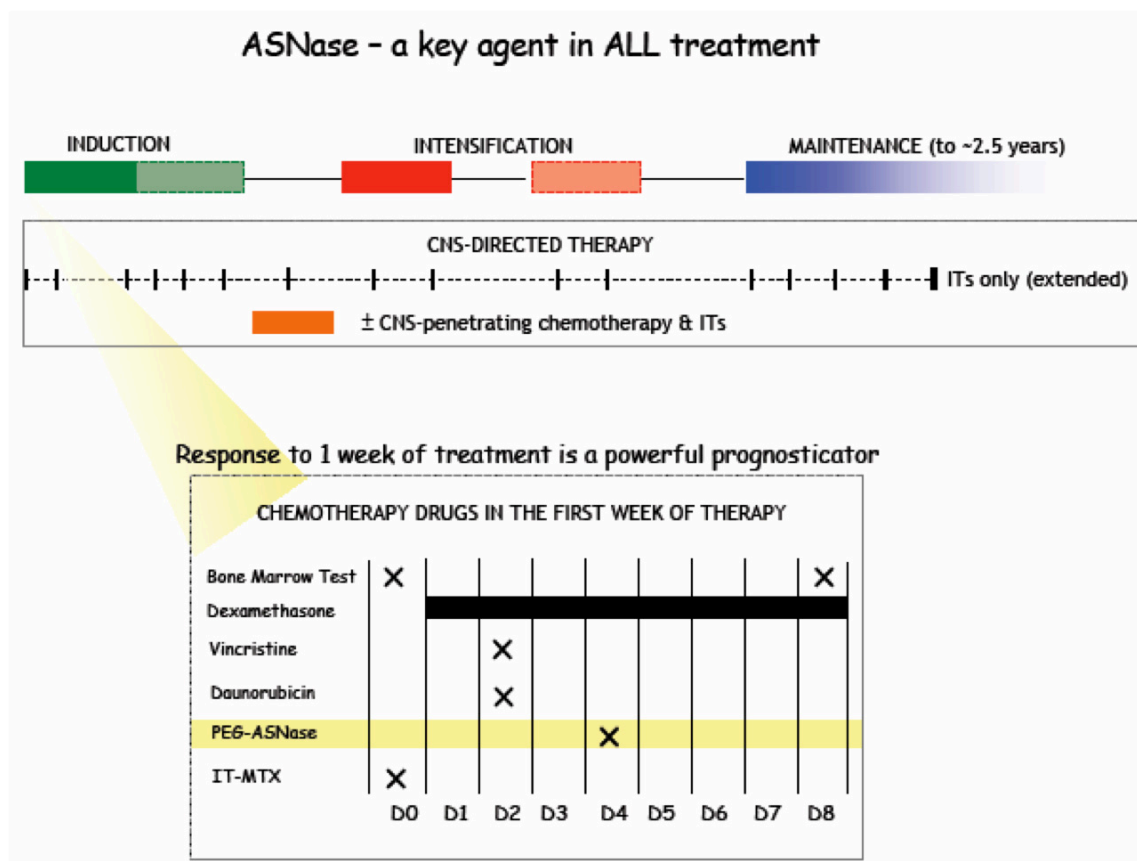 ASNase – a key agent in ALL treatment
INDUCTION
INTENSIFICATION
MAINTENANCE (to ~2.5 years)
CNS-DIRECTED THERAPY
ITs only (extended)
± CNS-penetrating chemotherapy & ITs
Response to 1 week of treatment is a powerful prognosticator
CHEMOTHERAPY DRUGS IN THE FIRST WEEK OF THERAPY
Bone Marrow Test X X
Dexamethasone
Vincristine X
Daunorubicin X
PEG-ASNase X
IT-MTX X
D0 D1 D2 D3 D4 D5 D6 D7 D8